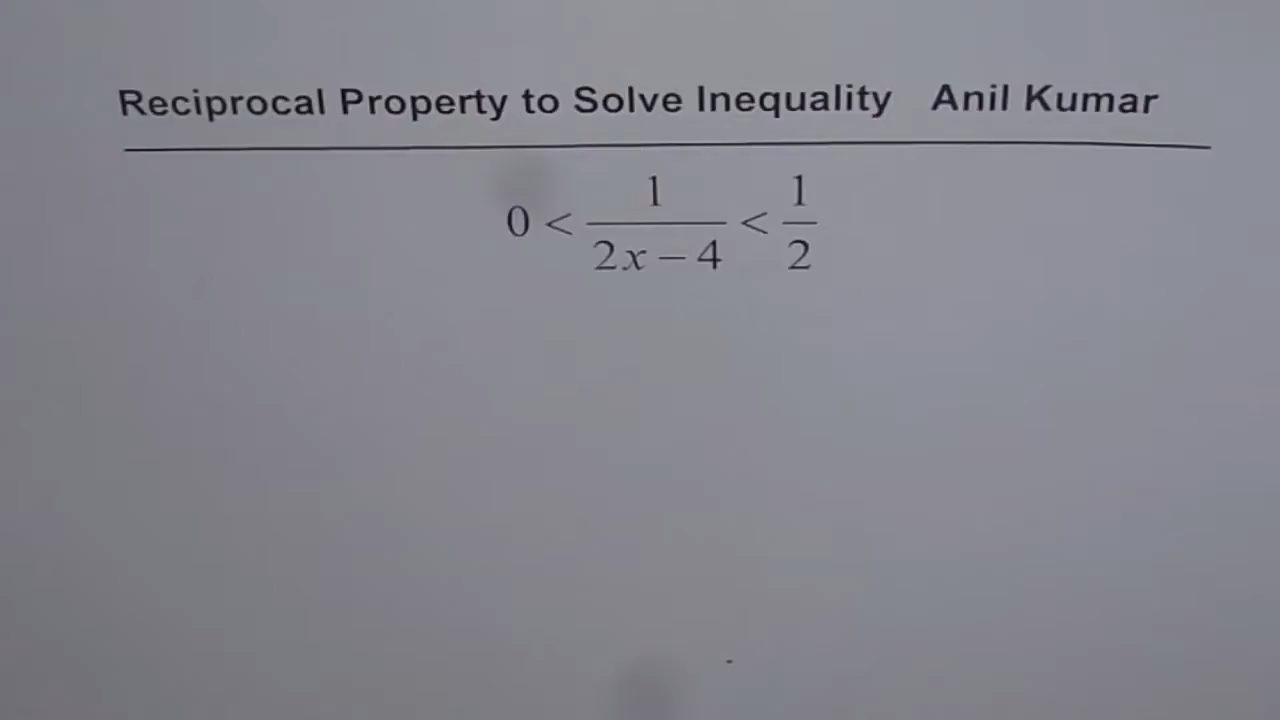 Reciprocal Property to Solve Inequality Anil Kumar
0 < 1/(2x − 4) < 1/2